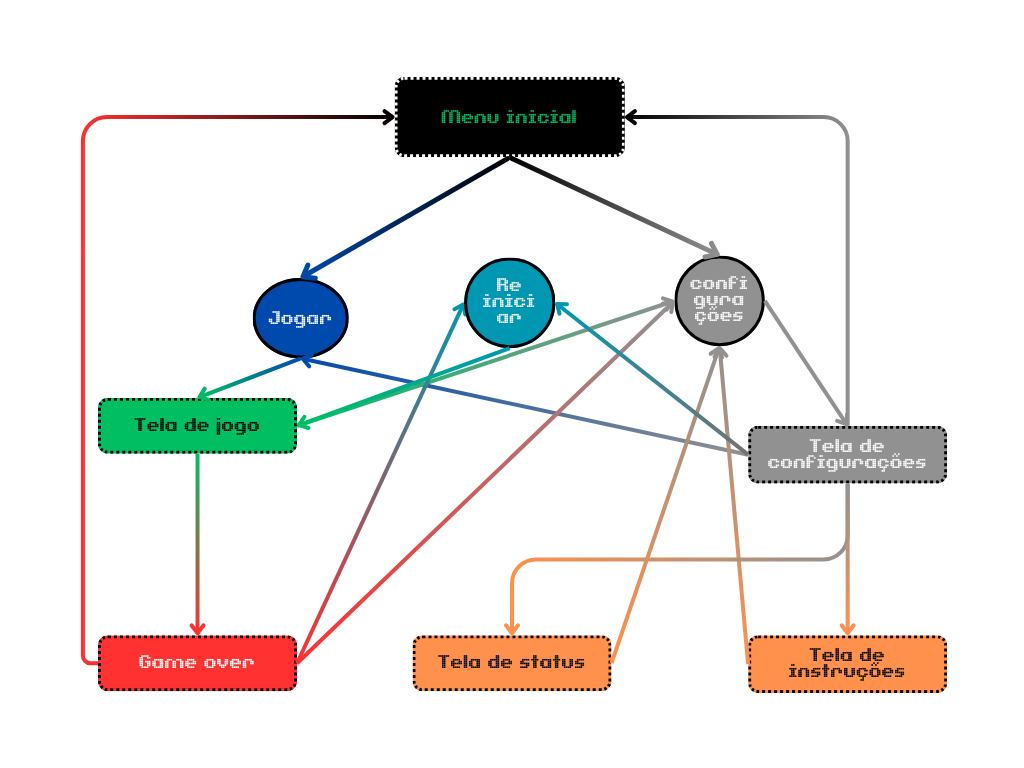 Menu inicial
Jogar
Re
inici
ar
confi
gura
ções
Tela de jogo
Tela de
configurações
Game over
Tela de status
Tela de
instruções